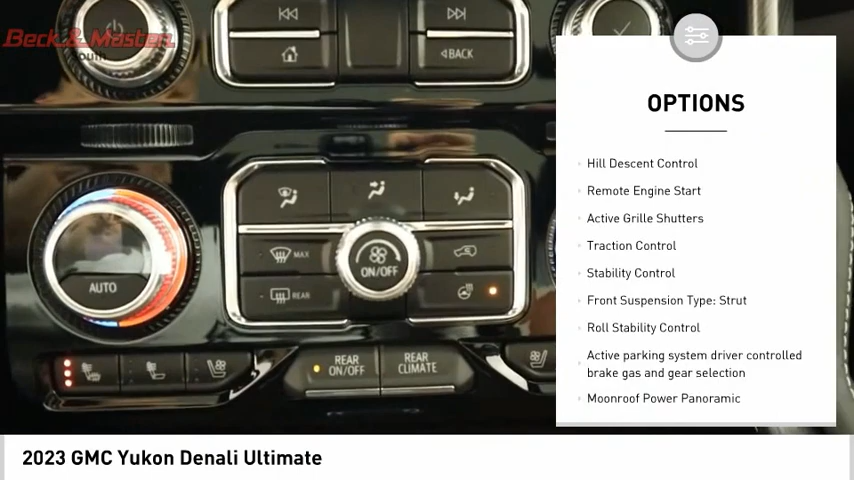 Beck & Masten
SOUTH
BACK
OPTIONS
Hill Descent Control
Remote Engine Start
Active Grille Shutters
Traction Control
Stability Control
Front Suspension Type: Strut
Roll Stability Control
Active parking system driver controlled
brake gas and gear selection
Moonroof Power Panoramic
MAX
ON/OFF
AUTO
REAR
REAR
ON/OFF
REAR
CLIMATE
2023 GMC Yukon Denali Ultimate